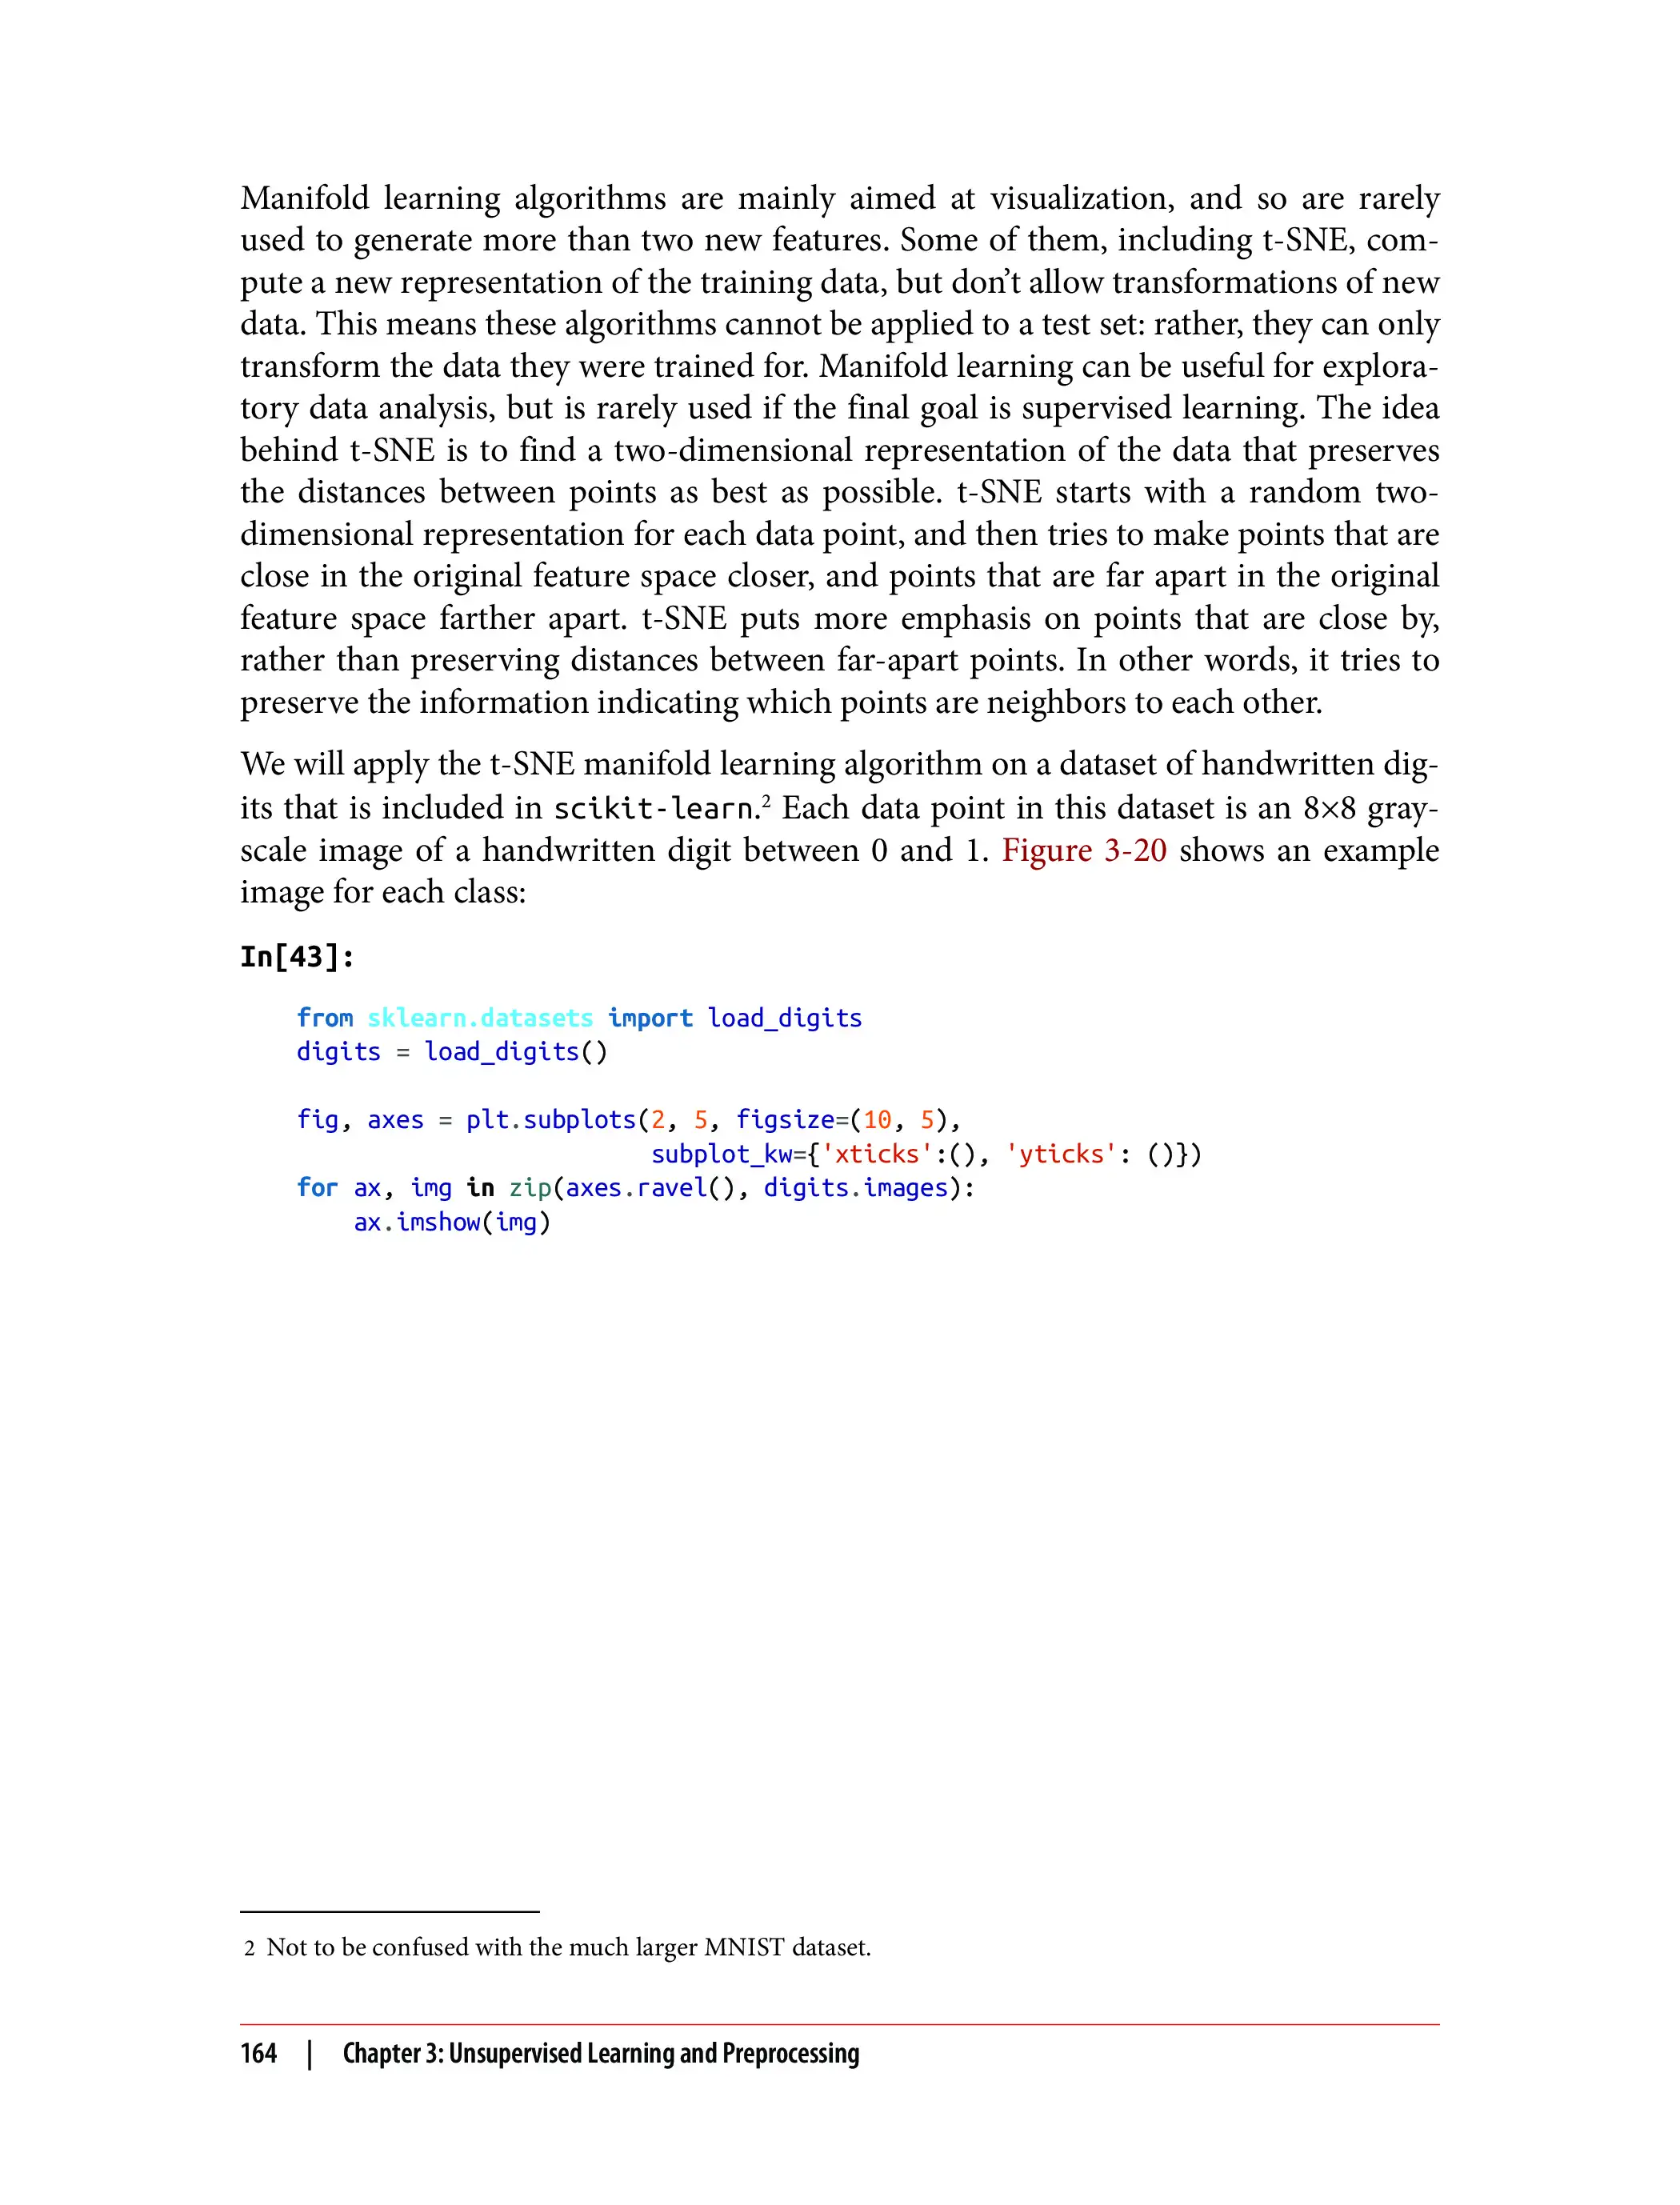 Manifold learning algorithms are mainly aimed at visualization, and so are rarely
used to generate more than two new features. Some of them, including t-SNE, com-
pute a new representation of the training data, but don’t allow transformations of new
data. This means these algorithms cannot be applied to a test set: rather, they can only
transform the data they were trained for. Manifold learning can be useful for explora-
tory data analysis, but is rarely used if the final goal is supervised learning. The idea
behind t-SNE is to find a two-dimensional representation of the data that preserves
the distances between points as best as possible. t-SNE starts with a random two-
dimensional representation for each data point, and then tries to make points that are
close in the original feature space closer, and points that are far apart in the original
feature space farther apart. t-SNE puts more emphasis on points that are close by,
rather than preserving distances between far-apart points. In other words, it tries to
preserve the information indicating which points are neighbors to each other.
We will apply the t-SNE manifold learning algorithm on a dataset of handwritten dig-
its that is included in scikit-learn.2 Each data point in this dataset is an 8×8 gray-
scale image of a handwritten digit between 0 and 1. Figure 3-20 shows an example
image for each class:
In[43]:
from sklearn.datasets import load_digits
digits = load_digits()
fig, axes = plt.subplots(2, 5, figsize=(10, 5),
                         subplot_kw={'xticks':(), 'yticks': ()})
for ax, img in zip(axes.ravel(), digits.images):
    ax.imshow(img)
2 Not to be confused with the much larger MNIST dataset.
164 | Chapter 3: Unsupervised Learning and Preprocessing